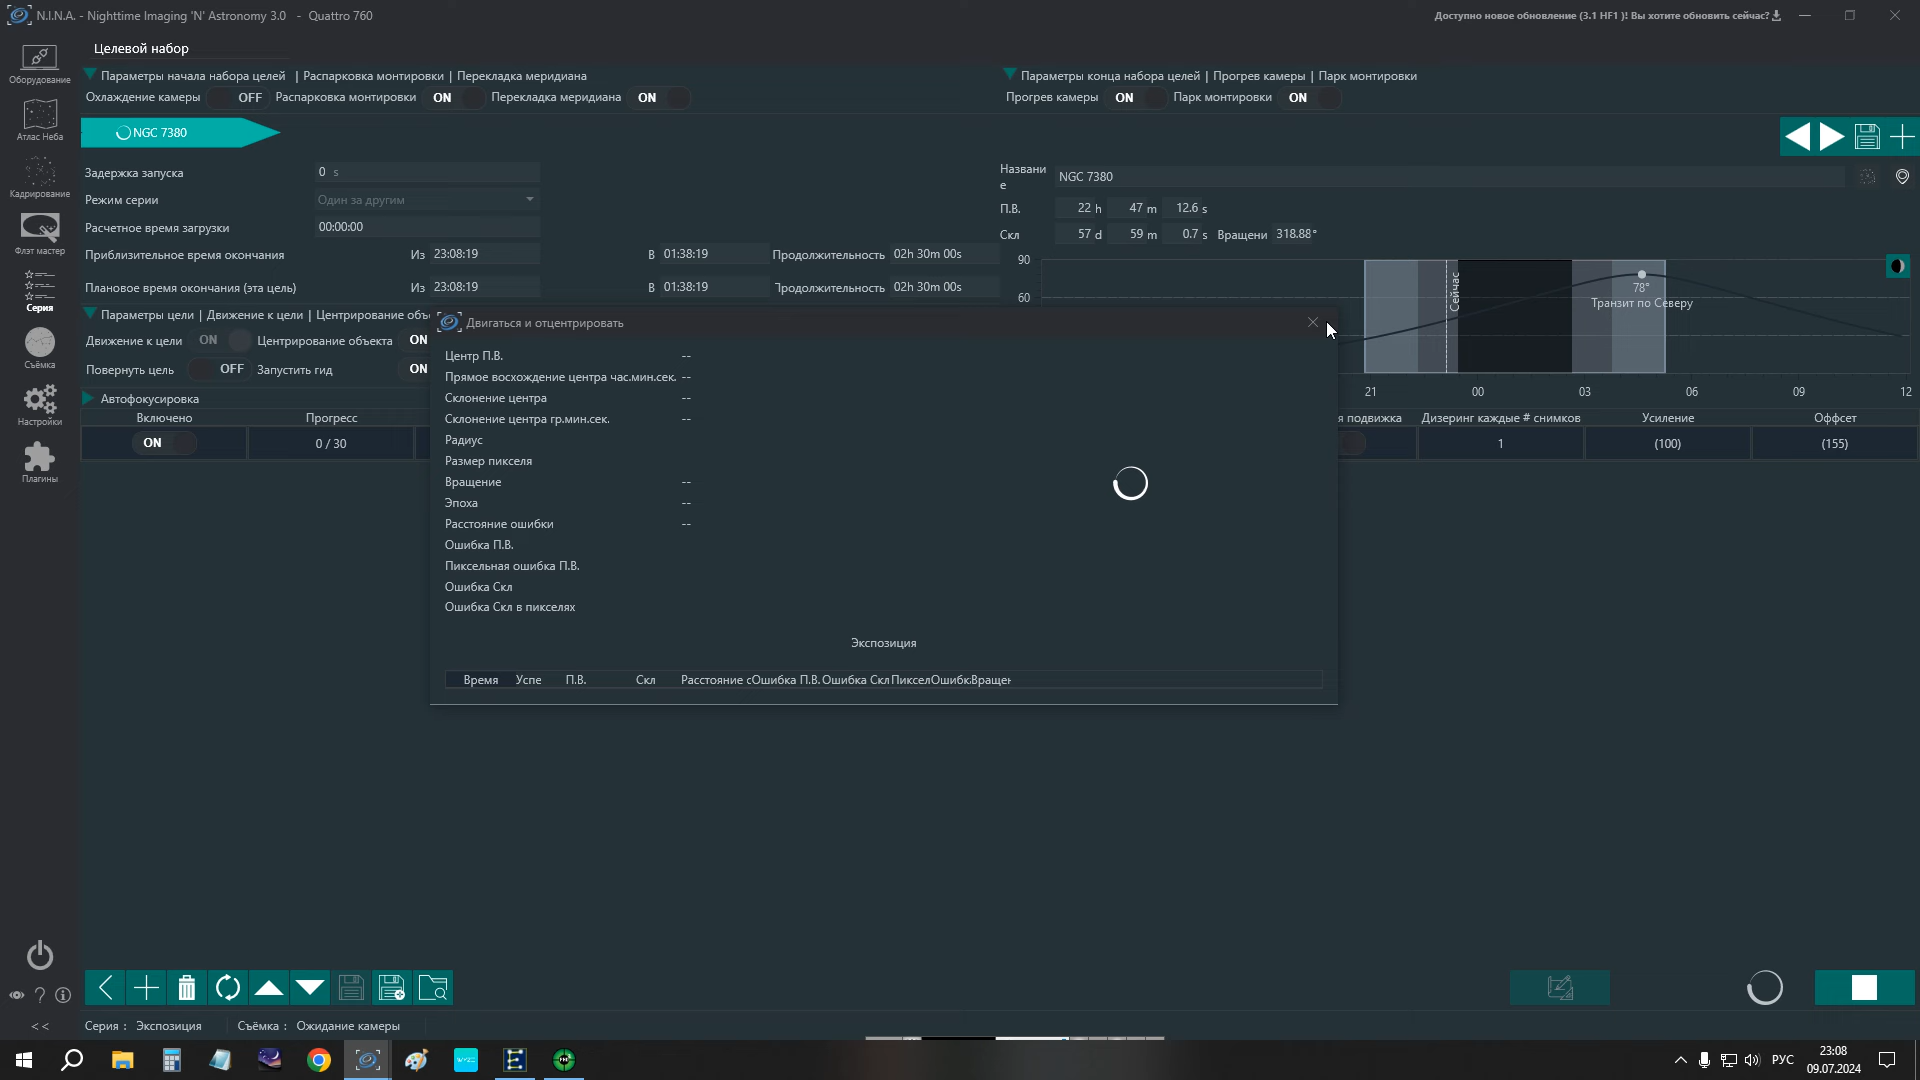 N.I.N.A. - Nighttime Imaging 'N' Astronomy 3.0 - Quattro 760
Доступно новое обновление (3.1 HF1 )! Вы хотите обновить сейчас?
Целевой набор
Оборудование
Атлас Неба
Кадрирование
Флэт мастер
Серия
Съёмка
Настройки
Плагины
Параметры начала набора целей | Распарковка монтировки | Перекладка меридиана
Охлаждение камеры OFF Распарковка монтировки ON Перекладка меридиана ON
Параметры конца набора целей | Прогрев камеры | Парк монтировки
Прогрев камеры ON Парк монтировки ON
NGC 7380
Задержка запуска 0 s
Режим серии Один за другим
Расчетное время загрузки 00:00:00
Приблизительное время окончания Из 23:08:19 В 01:38:19 Продолжительность 02h 30m 00s
Плановое время окончания (эта цель) Из 23:08:19 В 01:38:19 Продолжительность 02h 30m 00s
Названи
е
NGC 7380
П.В. 22 h 47 m 12.6 s
Скл 57 d 59 m 0.7 s Вращени 318.88°
90
60
Сейчас
78°
Транзит по Северу
21 00 03 06 09 12
Параметры цели | Движение к цели | Центрирование объе
Движение к цели ON Центрирование объекта ON
Повернуть цель OFF Запустить гид ON
Автофокусировка
Включено Прогресс
ON 0 / 30
я подвижка Дизеринг каждые # снимков Усиление Оффсет
1 (100) (155)
Двигаться и отцентрировать
Центр П.В. --
Прямое восхождение центра час.мин.сек. --
Склонение центра --
Склонение центра гр.мин.сек. --
Радиус
Размер пикселя
Вращение --
Эпоха --
Расстояние ошибки --
Ошибка П.В.
Пиксельная ошибка П.В.
Ошибка Скл
Ошибка Скл в пикселях
Экспозиция
Время Успе П.В. Скл Расстояние с Ошибка П.В. Ошибка Скл Пиксел Ошибка Вращен
<<
Серия : Экспозиция Съёмка : Ожидание камеры
WYZE
РУС
23:08
09.07.2024